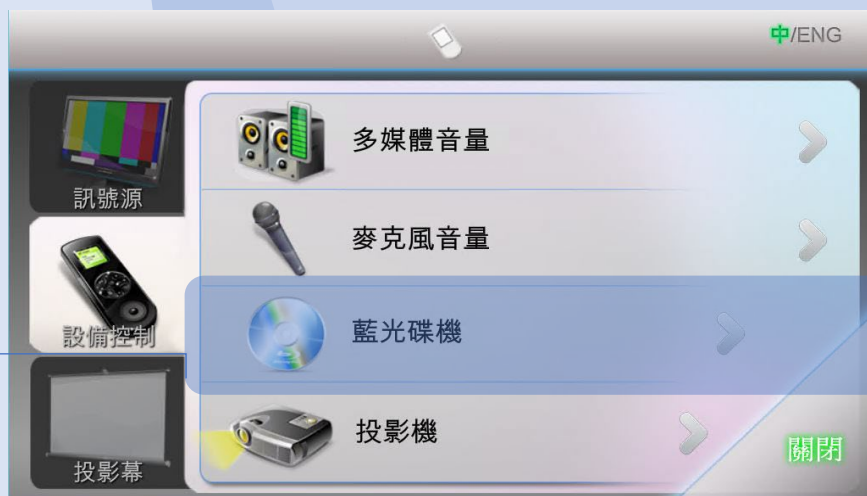 中/ENG
訊號源
設備控制
投影幕
多媒體音量
麥克風音量
藍光碟機
投影機
關閉